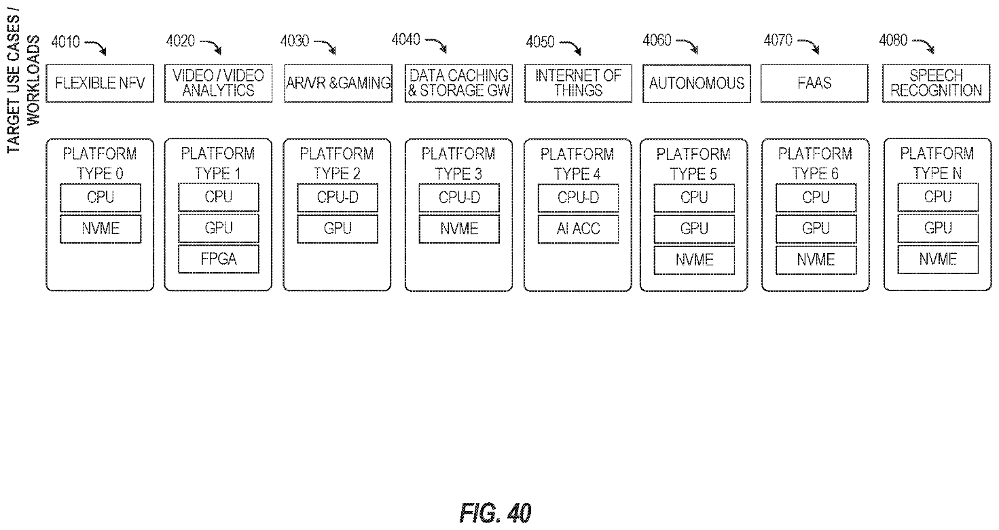 TARGET USE CASES /
WORKLOADS
4010
4020
4030
4040
4050
4060
4070
4080
FLEXIBLE NFV
VIDEO / VIDEO
ANALYTICS
AR/VR &GAMING
DATA CACHING
& STORAGE GW
INTERNET OF
THINGS
AUTONOMOUS
FAAS
SPEECH
RECOGNITION
PLATFORM
TYPE 0
CPU
NVME
PLATFORM
TYPE 1
CPU
GPU
FPGA
PLATFORM
TYPE 2
CPU-D
GPU
PLATFORM
TYPE 3
CPU-D
NVME
PLATFORM
TYPE 4
CPU-D
AI ACC
PLATFORM
TYPE 5
CPU
GPU
NVME
PLATFORM
TYPE 6
CPU
GPU
NVME
PLATFORM
TYPE N
CPU
GPU
NVME
FIG. 40